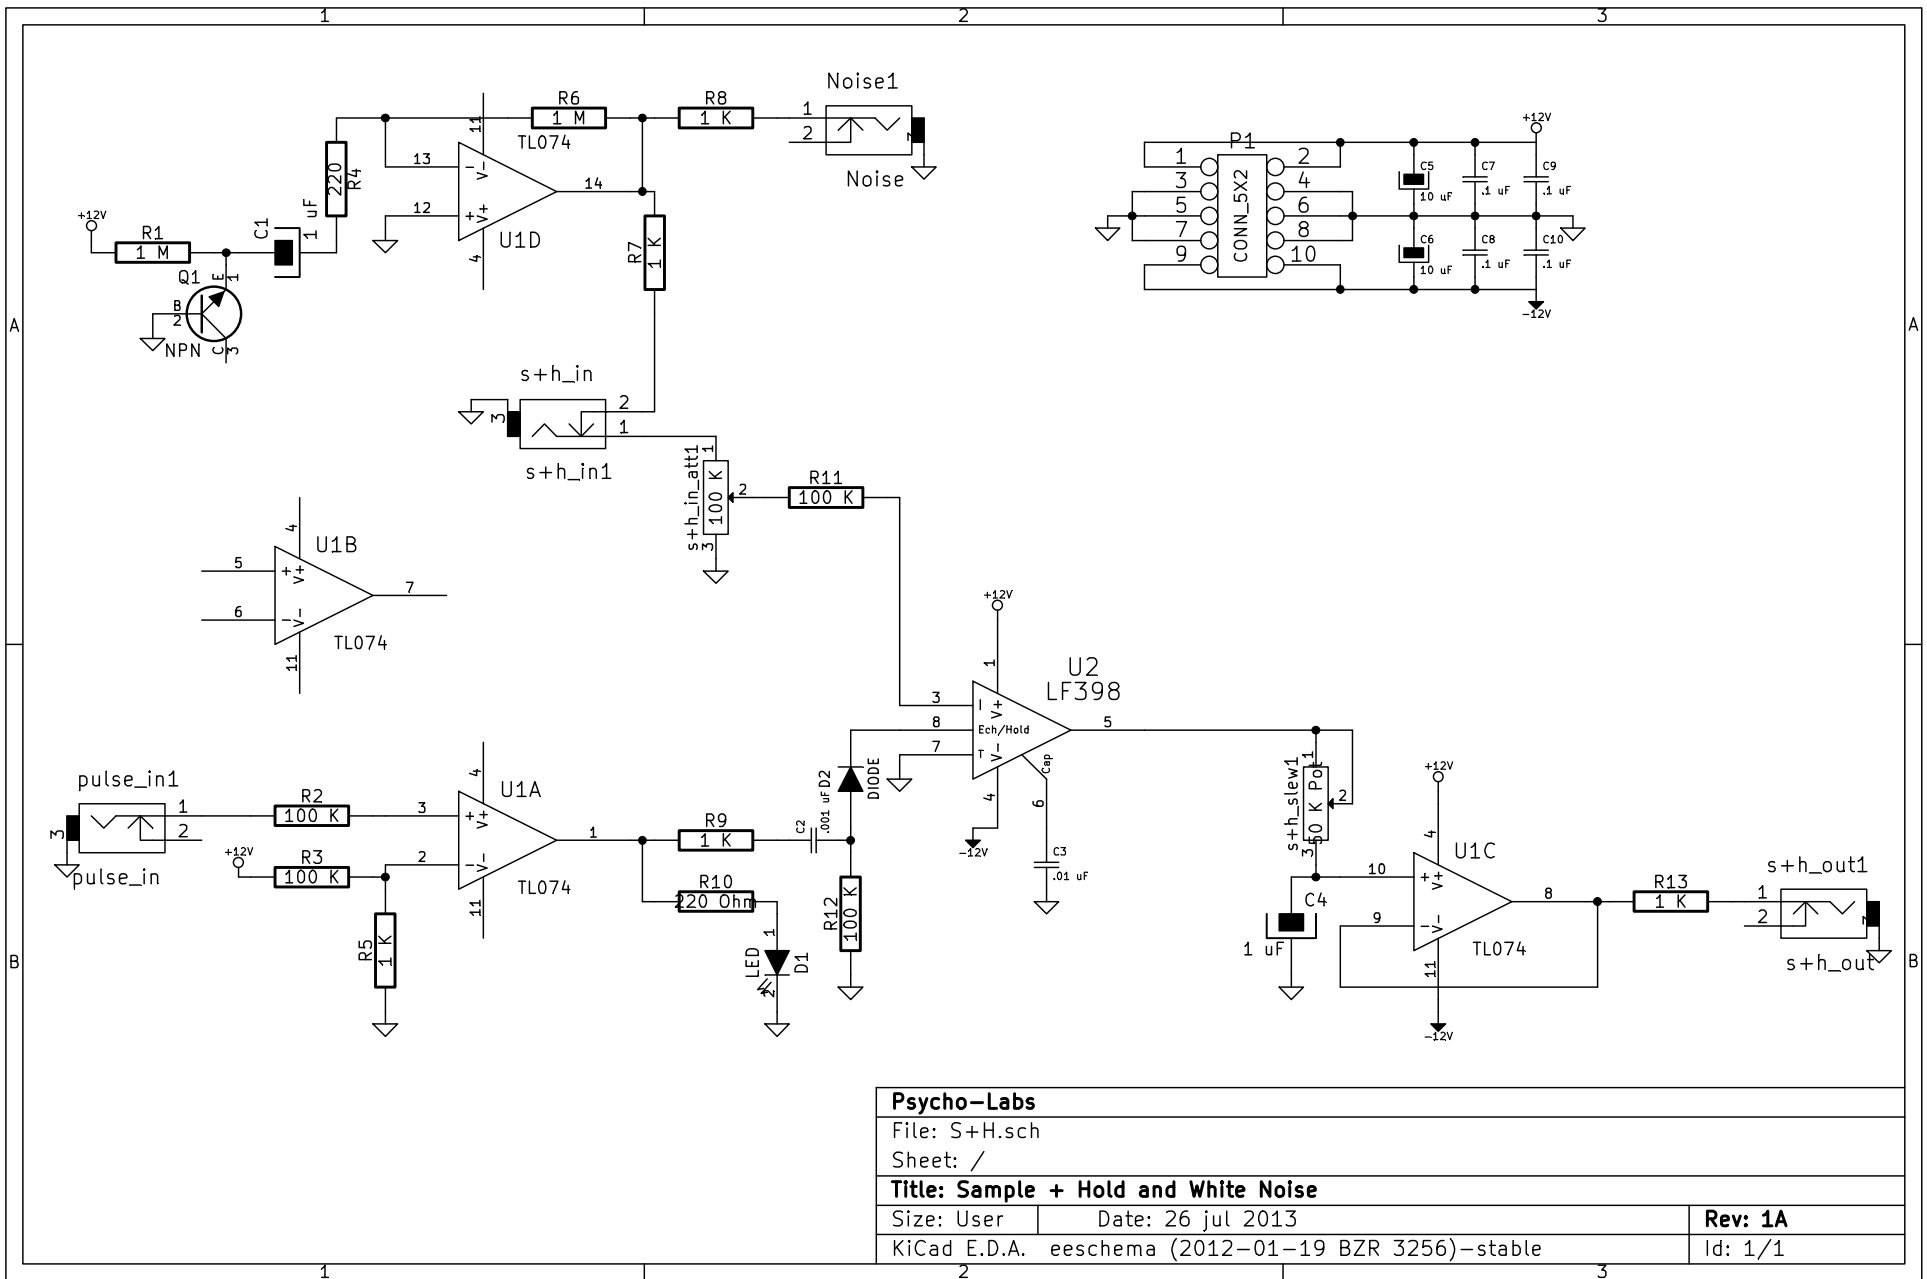 1 2 3
A A
B B
1 2 3
Noise1
1
2
Noise
R6
1 M
R8
1 K
11
TL074
13
12
14
V-
V+
U1D
4
220
R4
C1
1 uF
+12V
R1
1 M
Q1
E
1
B
2
NPN
C
3
R7
1 K
s+h_in
3
2
1
s+h_in1
s+h_in_att1
100 K
1
2
3
R11
100 K
P1
CONN_5X2
1 2
3 4
5 6
7 8
9 10
+12V
C5
10 uF
C7
.1 uF
C9
.1 uF
C6
10 uF
C8
.1 uF
C10
.1 uF
-12V
U1B
4
5
6
7
V+
V-
11
TL074
U2
LF398
+12V
1
3
8
7
5
I
V+
Ech/Hold
T
V-
Cap
4
6
-12V
C3
.01 uF
pulse_in1
1
2
3
pulse_in
R2
100 K
+12V
R3
100 K
R5
1 K
U1A
4
3
2
1
V+
V-
11
TL074
R9
1 K
R10
220 Ohm
C2
.001 uF
D2
DIODE
R12
100 K
LED
D1
1
2
s+h_slew1
50 K Pot
1
2
3
C4
1 uF
+12V
4
U1C
10
9
8
V+
V-
11
TL074
-12V
R13
1 K
s+h_out1
1
2
s+h_out
Psycho-Labs
File: S+H.sch
Sheet: /
Title: Sample + Hold and White Noise
Size: User Date: 26 jul 2013 Rev: 1A
KiCad E.D.A. eeschema (2012-01-19 BZR 3256)-stable Id: 1/1